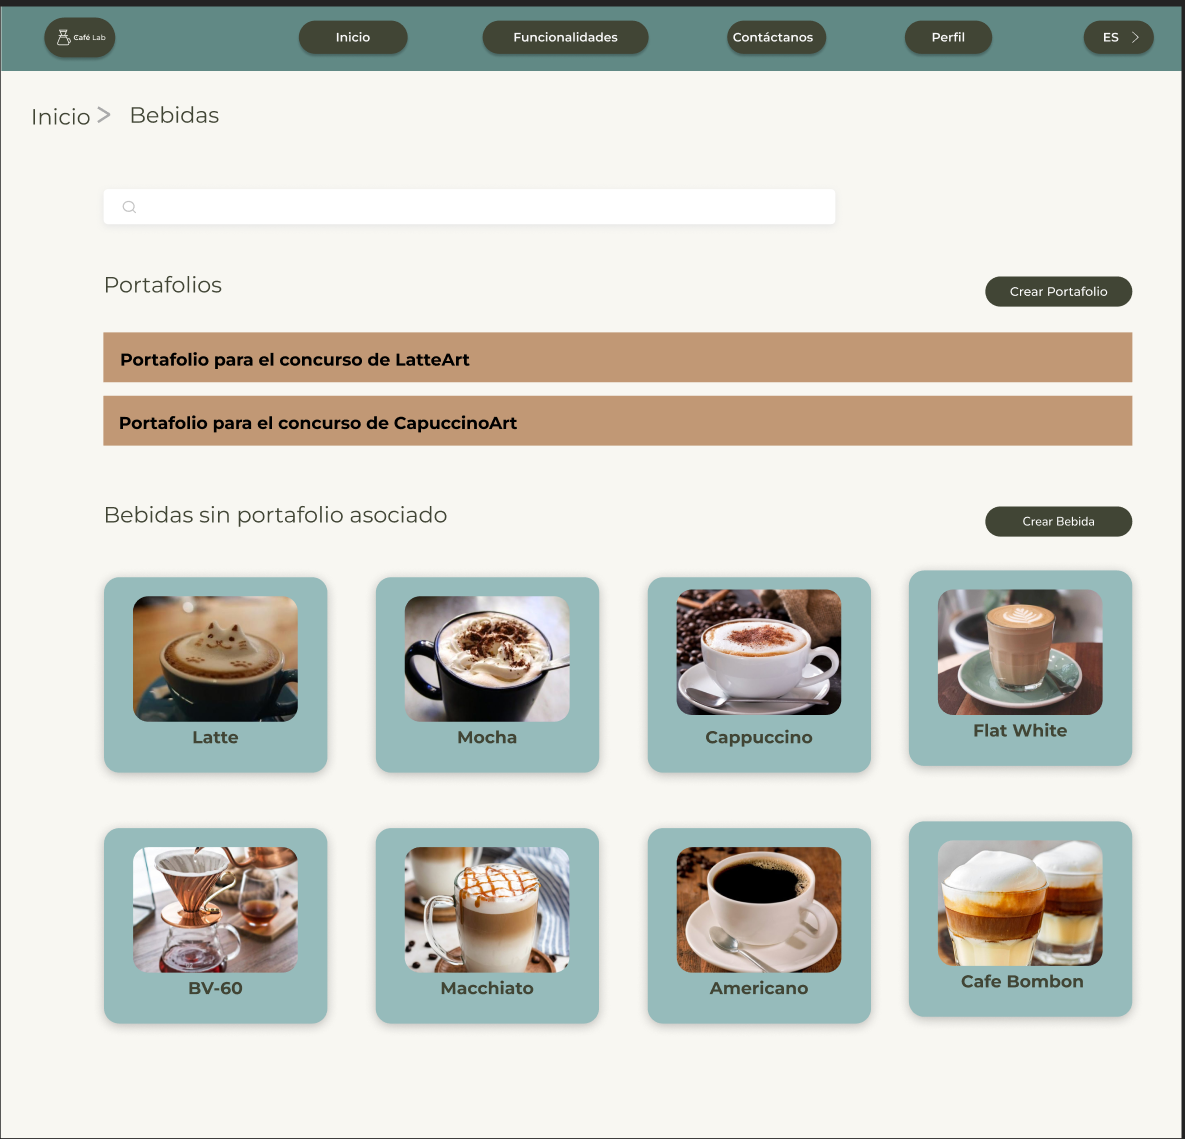 Café Lab
Inicio
Funcionalidades
Contáctanos
Perfil
ES
Inicio > Bebidas
Portafolios
Crear Portafolio
Portafolio para el concurso de LatteArt
Portafolio para el concurso de CapuccinoArt
Bebidas sin portafolio asociado
Crear Bebida
Latte
Mocha
Cappuccino
Flat White
BV-60
Macchiato
Americano
Cafe Bombon